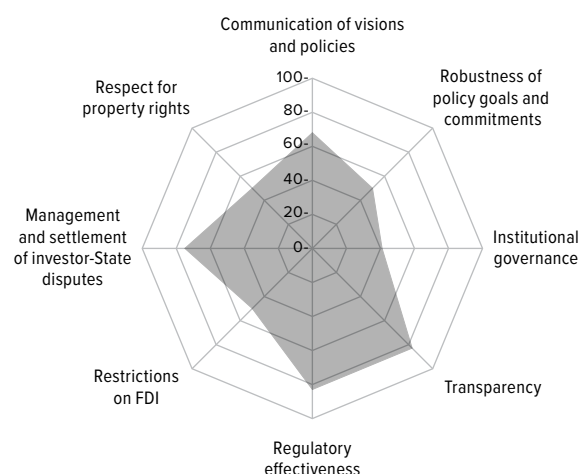 Communication of visions
and policies
Robustness of
policy goals and
commitments
Institutional
governance
Transparency
Regulatory
effectiveness
Restrictions
on FDI
Management
and settlement
of investor-State
disputes
Respect for
property rights
100-
80-
60-
40-
20-
0-